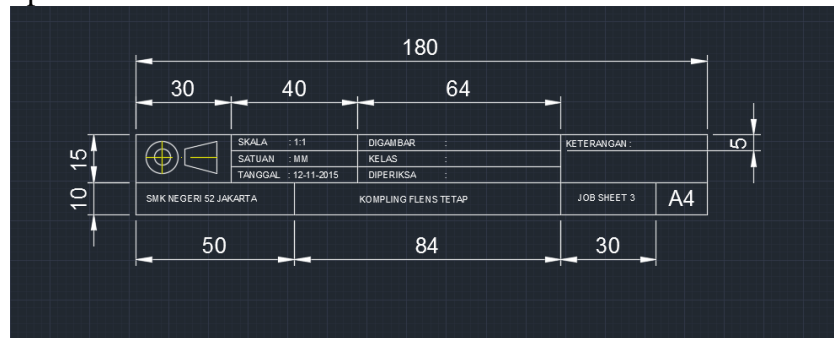 180
30 40 64
SKALA : 1:1 DIGAMBAR : KETERANGAN : 5
15 SATUAN : MM KELAS :
TANGGAL : 12-11-2015 DIPERIKSA :
10 SMK NEGERI 52 JAKARTA KOMPLING FLENS TETAP JOB SHEET 3 A4
50 84 30